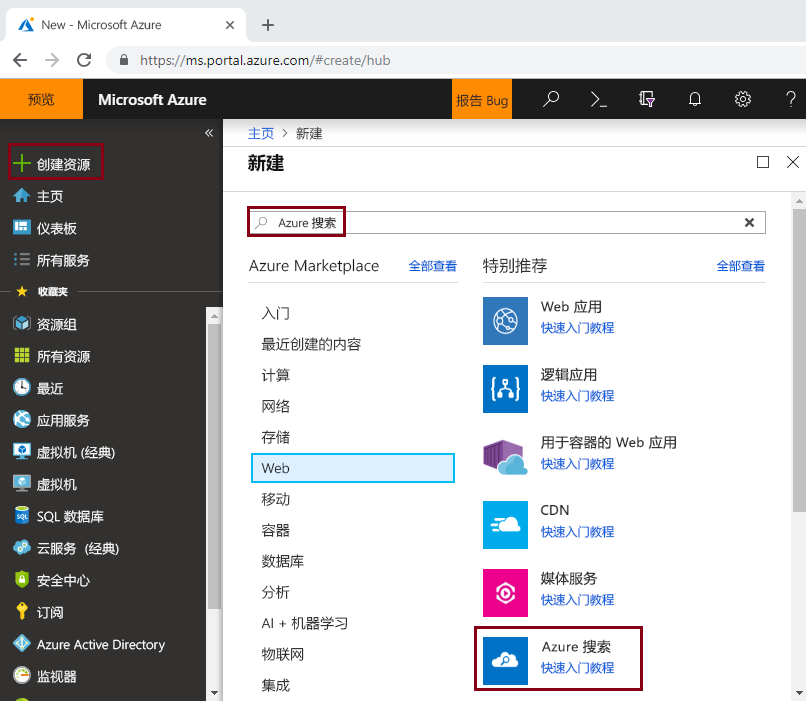 New - Microsoft Azure
https://ms.portal.azure.com/#create/hub
预览
Microsoft Azure
报告 Bug
创建资源
主页
仪表板
所有服务
收藏夹
资源组
所有资源
最近
应用服务
虚拟机 (经典)
虚拟机
SQL 数据库
云服务 (经典)
安全中心
订阅
Azure Active Directory
监视器
主页 > 新建
新建
Azure 搜索
Azure Marketplace 全部查看
入门
最近创建的内容
计算
网络
存储
Web
移动
容器
数据库
分析
AI + 机器学习
物联网
集成
特别推荐 全部查看
Web 应用
快速入门教程
逻辑应用
快速入门教程
用于容器的 Web 应用
快速入门教程
CDN
快速入门教程
媒体服务
快速入门教程
Azure 搜索
快速入门教程